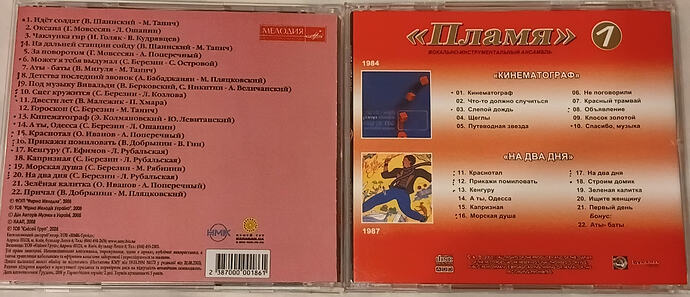 1. Идёт солдат (В. Шаинский - М. Танич)
2. Оксана (Г. Мовсесян - Л. Ошанин)
3. Чаклунка гир (И. Голяк - В. Кудрявцев)
4. На дальней станции сойду (В. Шаинский - М. Танич)
5. За поворотом (Г. Мовсесян - А. Поперечный)
6. Может я тебя выдумал (С. Березин - С. Островой)
7. Аты - баты (В. Мигуля - М. Танич)
8. Детства последний звонок (А. Бабаджанян - М. Пляцковский)
9. Под музыку Вивальди (В. Берковский, С. Никитин - А. Величанский)
10. Снег кружится (С. Березин - Л. Козлова)
11. Двести лет (В. Малежик - П. Хмара)
12. Гороскоп (С. Березин - М. Танич)
13. Кинематограф (Э. Колмановский - Ю. Левитанский)
14. А ты, Одесса (С. Березин - Л. Ошанин)
15. Краснотал (О. Иванов - А. Поперечный)
16. Прикажи помиловать (В. Добрынин - В. Гин)
17. Кенгуру (Т. Ефимов - Л. Рубальская)
18. Капризная (С. Березин - Л. Рубальская)
19. Морская душа (С. Березин - М. Рябинин)
20. На два дня (С. Березин - Л. Рубальская)
21. Зелёная калитка (О. Иванов - А. Поперечный)
22. Причал (В. Добрынин - М. Пляцковский)
МЕЛОДИЯ
2 387000 001861
«Пламя» 1
ВОКАЛЬНО-ИНСТРУМЕНТАЛЬНЫЙ АНСАМБЛЬ
1984
«КИНЕМАТОГРАФ»
01. Кинематограф
02. Что-то должно случиться
03. Слепой дождь
04. Щеглы
05. Путеводная звезда
06. Не поговорили
07. Красный трамвай
08. Объявление
09. Клосок золотой
10. Спасибо, музыка
«НА ДВА ДНЯ»
11. Краснотал
12. Прикажи помиловать
13. Кенгуру
14. А ты, Одесса
15. Капризная
16. Морская душа
17. На два дня
18. Строим домик
19. Зеленая калитка
20. Ищите женщину
21. Первый день
Бонус:
22. Аты- баты
1987